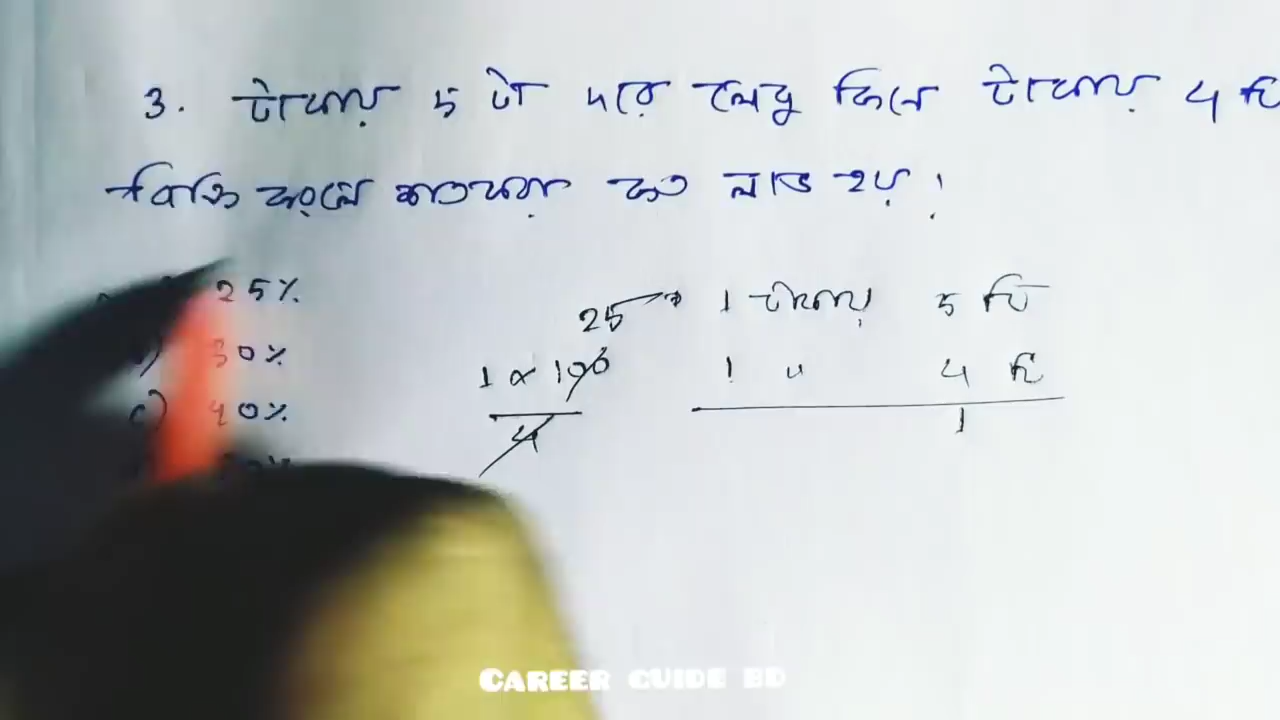 3. টাকায় 5 টা দরে লেবু কিনে টাকায় 4 টি
বিক্রি করলে শতকরা কত লাভ হয়।
25%
30%
c) 40%
25 → 1 টাকায় 5 টি
1 × 100 1 " 4 টি
4 1
CAREER GUIDE BD